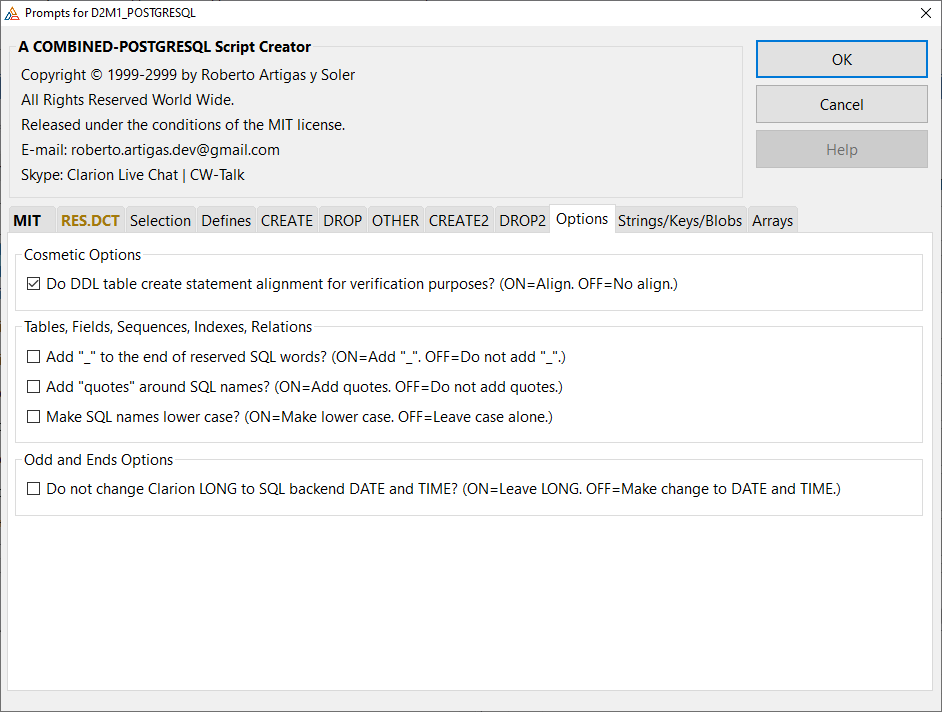 Prompts for D2M1_POSTGRESQL
A COMBINED-POSTGRESQL Script Creator
Copyright © 1999-2999 by Roberto Artigas y Soler
All Rights Reserved World Wide.
Released under the conditions of the MIT license.
E-mail: roberto.artigas.dev@gmail.com
Skype: Clarion Live Chat | CW-Talk
OK
Cancel
Help
MIT RES.DCT Selection Defines CREATE DROP OTHER CREATE2 DROP2 Options Strings/Keys/Blobs Arrays
Cosmetic Options
Do DDL table create statement alignment for verification purposes? (ON=Align. OFF=No align.)
Tables, Fields, Sequences, Indexes, Relations
Add "_" to the end of reserved SQL words? (ON=Add "_". OFF=Do not add "_".)
Add "quotes" around SQL names? (ON=Add quotes. OFF=Do not add quotes.)
Make SQL names lower case? (ON=Make lower case. OFF=Leave case alone.)
Odd and Ends Options
Do not change Clarion LONG to SQL backend DATE and TIME? (ON=Leave LONG. OFF=Make change to DATE and TIME.)